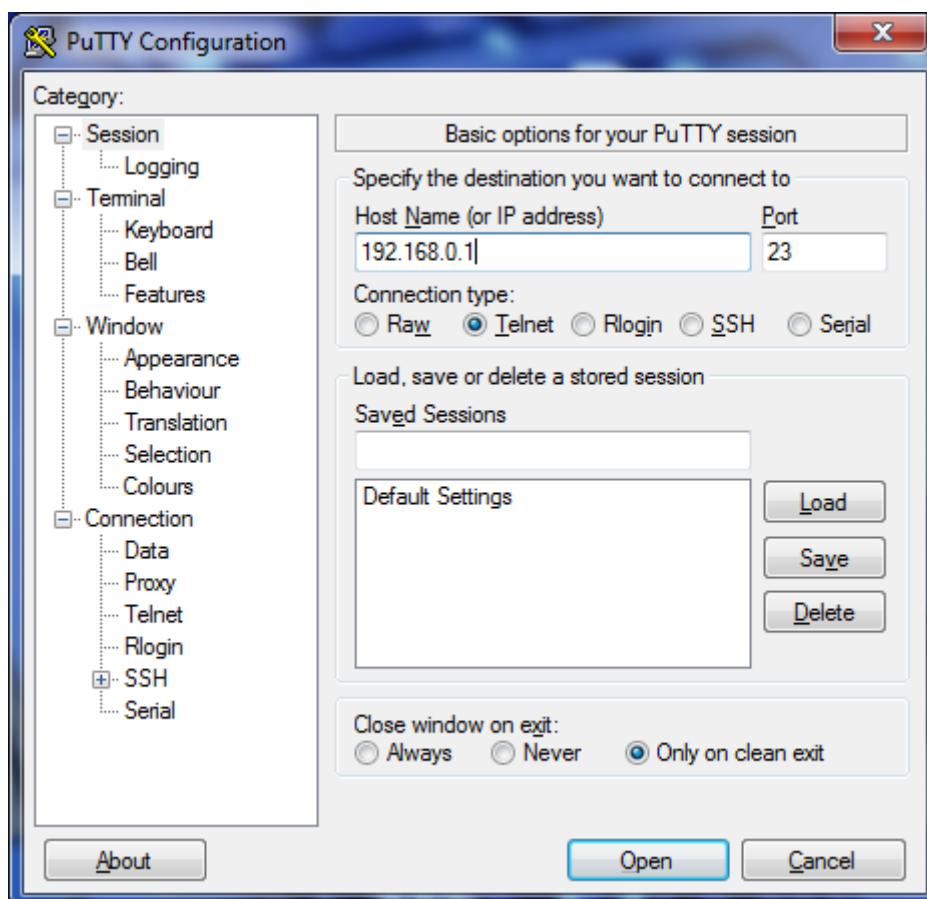 PuTTY Configuration
Category:
Session
Logging
Terminal
Keyboard
Bell
Features
Window
Appearance
Behaviour
Translation
Selection
Colours
Connection
Data
Proxy
Telnet
Rlogin
SSH
Serial
Basic options for your PuTTY session
Specify the destination you want to connect to
Host Name (or IP address) Port
192.168.0.1 23
Connection type:
Raw Telnet Rlogin SSH Serial
Load, save or delete a stored session
Saved Sessions
Default Settings
Load
Save
Delete
Close window on exit:
Always Never Only on clean exit
About Open Cancel